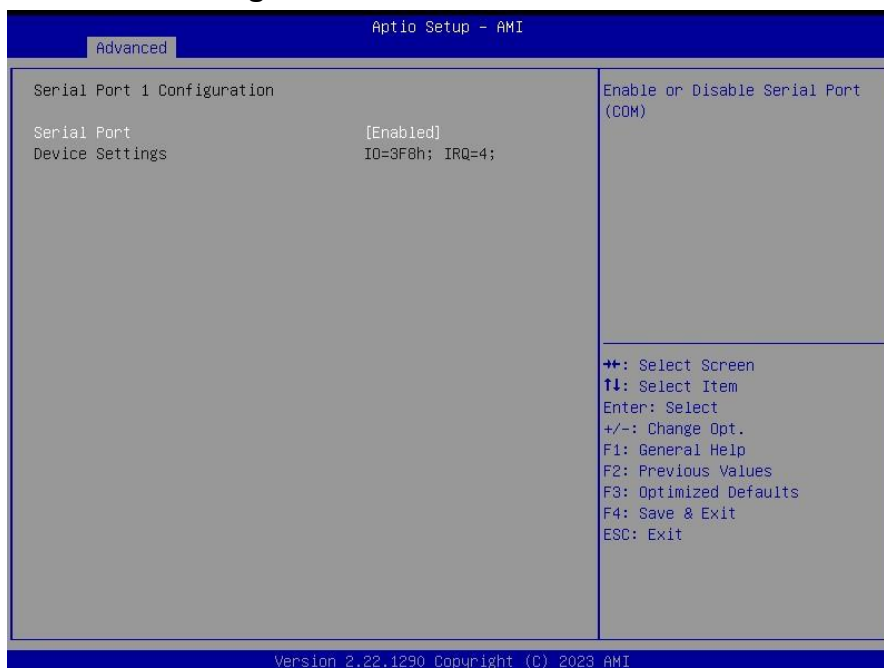 Aptio Setup – AMI
Advanced
Serial Port 1 Configuration
Serial Port [Enabled]
Device Settings IO=3F8h; IRQ=4;
Enable or Disable Serial Port
(COM)
→←: Select Screen
↑↓: Select Item
Enter: Select
+/-: Change Opt.
F1: General Help
F2: Previous Values
F3: Optimized Defaults
F4: Save & Exit
ESC: Exit
Version 2.22.1290 Copyright (C) 2023 AMI